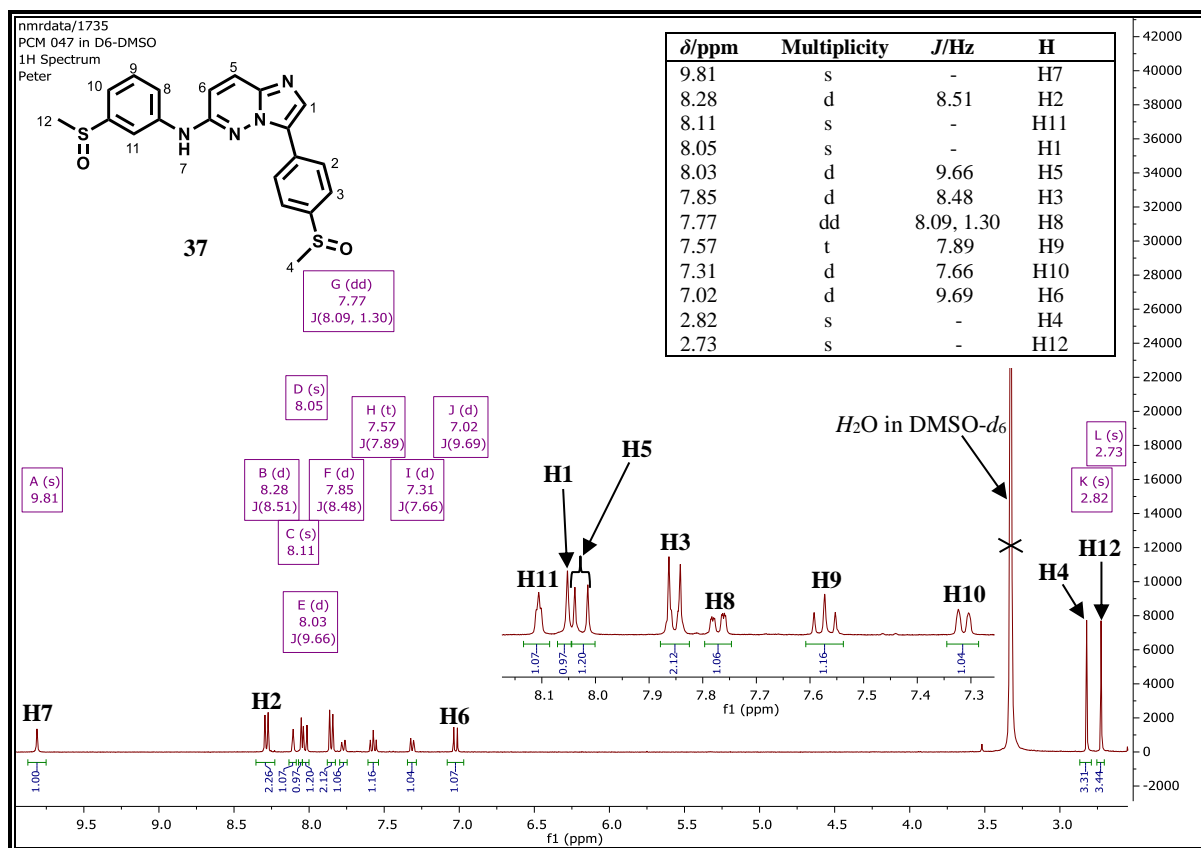 nmrdata/1735
PCM 047 in D6-DMSO
1H Spectrum
Peter
9
10
8
12
S
O
11
N
H
7
6
5
N
N
N
1
2
3
S
O
4
37
δ/ppm Multiplicity J/Hz H
9.81 s - H7
8.28 d 8.51 H2
8.11 s - H11
8.05 s - H1
8.03 d 9.66 H5
7.85 d 8.48 H3
7.77 dd 8.09, 1.30 H8
7.57 t 7.89 H9
7.31 d 7.66 H10
7.02 d 9.69 H6
2.82 s - H4
2.73 s - H12
G (dd)
7.77
J(8.09, 1.30)
D (s)
8.05
H (t)
7.57
J(7.89)
J (d)
7.02
J(9.69)
A (s)
9.81
B (d)
8.28
J(8.51)
F (d)
7.85
J(8.48)
I (d)
7.31
J(7.66)
C (s)
8.11
E (d)
8.03
J(9.66)
L (s)
2.73
K (s)
2.82
H2O in DMSO-d6
H1
H5
H11
H3
H8
H9
H10
H4
H12
1.07
0.97
1.20
2.12
1.06
1.16
1.04
8.1 8.0 7.9 7.8 7.7 7.6 7.5 7.4 7.3
f1 (ppm)
H7
H2
H6
1.00
2.26
1.07
0.97
1.20
2.12
1.06
1.16
1.04
1.07
3.31
3.44
9.5 9.0 8.5 8.0 7.5 7.0 6.5 6.0 5.5 5.0 4.5 4.0 3.5 3.0
f1 (ppm)
42000
40000
38000
36000
34000
32000
30000
28000
26000
24000
22000
20000
18000
16000
14000
12000
10000
8000
6000
4000
2000
0
-2000